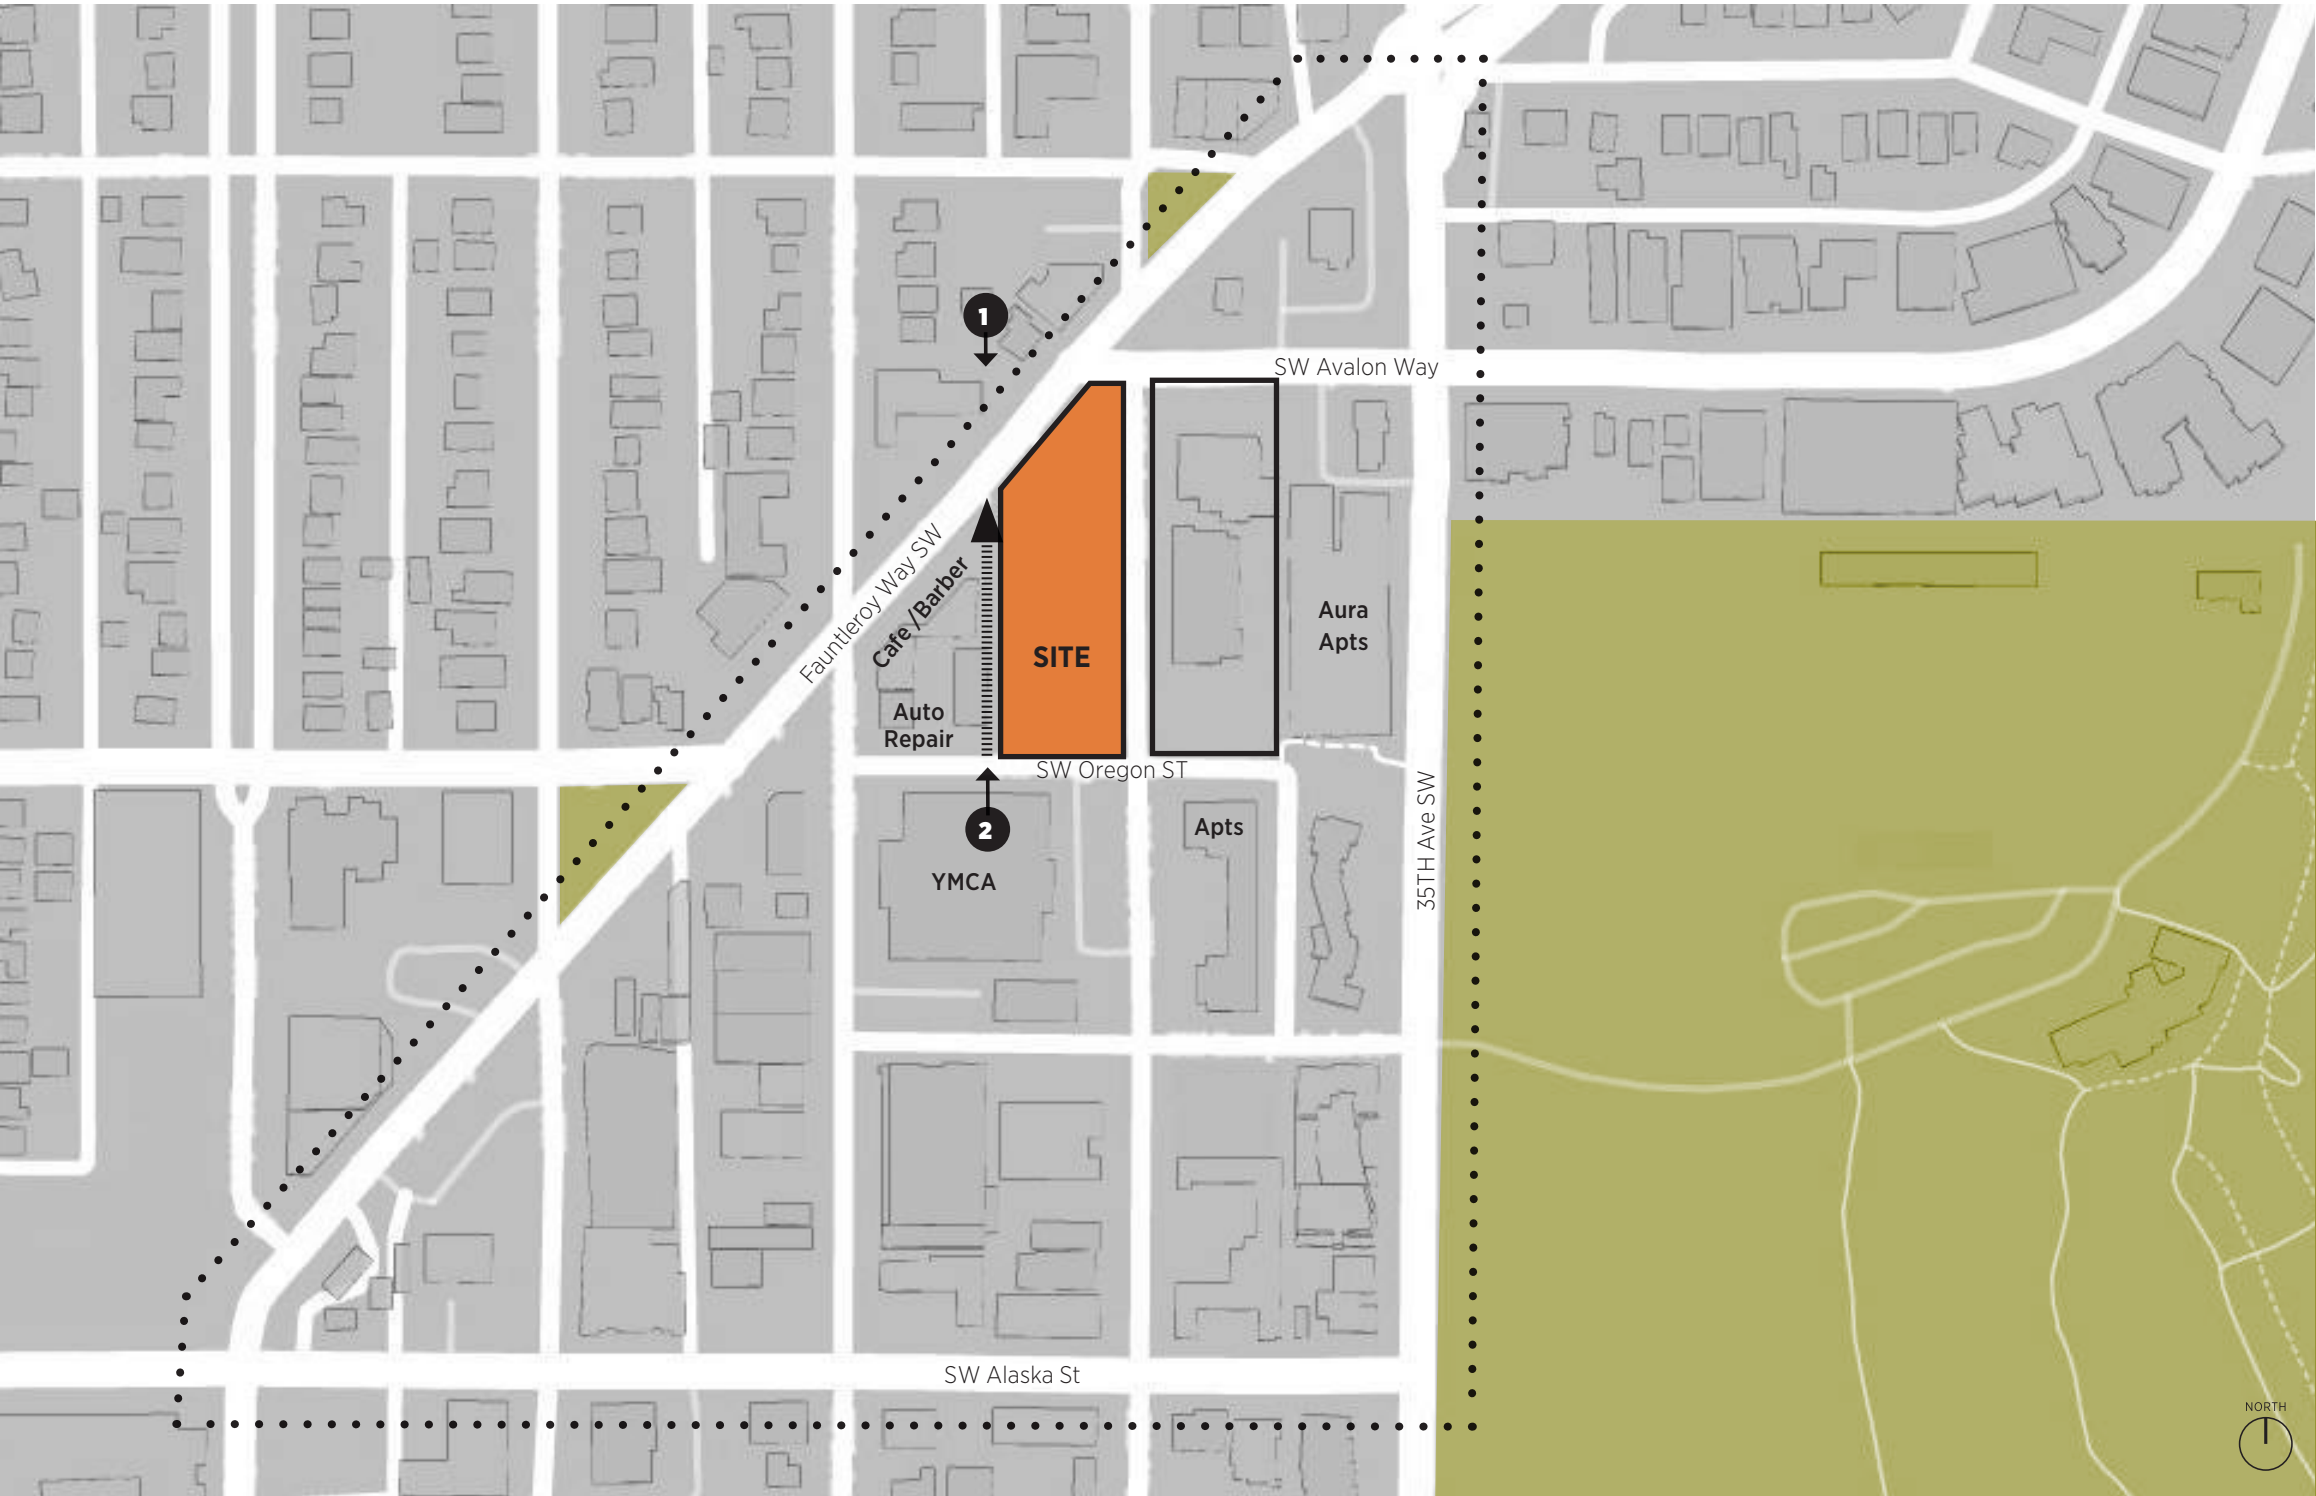 1
SW Avalon Way
Fauntleroy Way SW
Cafe /Barber
Aura
Apts
SITE
Auto
Repair
SW Oregon ST
2
Apts
YMCA
35TH Ave SW
SW Alaska St
NORTH